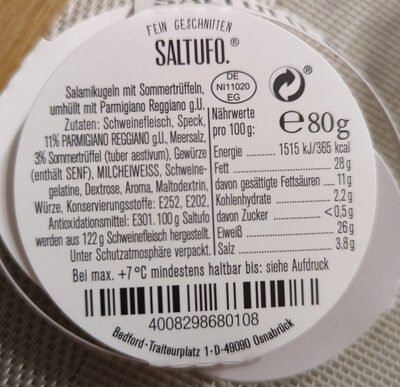 FEIN GESCHNITTEN
SALTUFO.®
Salamikugeln mit Sommertrüffeln,
umhüllt mit Parmigiano Reggiano g.U.
Zutaten: Schweinefleisch, Speck,
11% PARMIGIANO REGGIANO g.U., Meersalz,
3% Sommertrüffel (tuber aestivum), Gewürze
(enthält SENF), MILCHEIWEISS, Schweine-
gelatine, Dextrose, Aroma, Maltodextrin,
Würze, Konservierungsstoffe: E252, E202.
Antioxidationsmittel: E301. 100 g Saltufo
werden aus 122 g Schweinefleisch hergestellt.
Unter Schutzatmosphäre verpackt.
DE
NI11020
EG
Nährwerte
pro 100g:
℮80g
Energie 1515 kJ/365 kcal
Fett 28 g
davon gesättigte Fettsäuren 11 g
Kohlenhydrate 2,2 g
davon Zucker <0,5 g
Eiweiß 26 g
Salz 3,8 g
Bei max. +7°C mindestens haltbar bis: siehe Aufdruck
4008298680108
Bedford · Traiteurplatz 1 · D-49090 Osnabrück